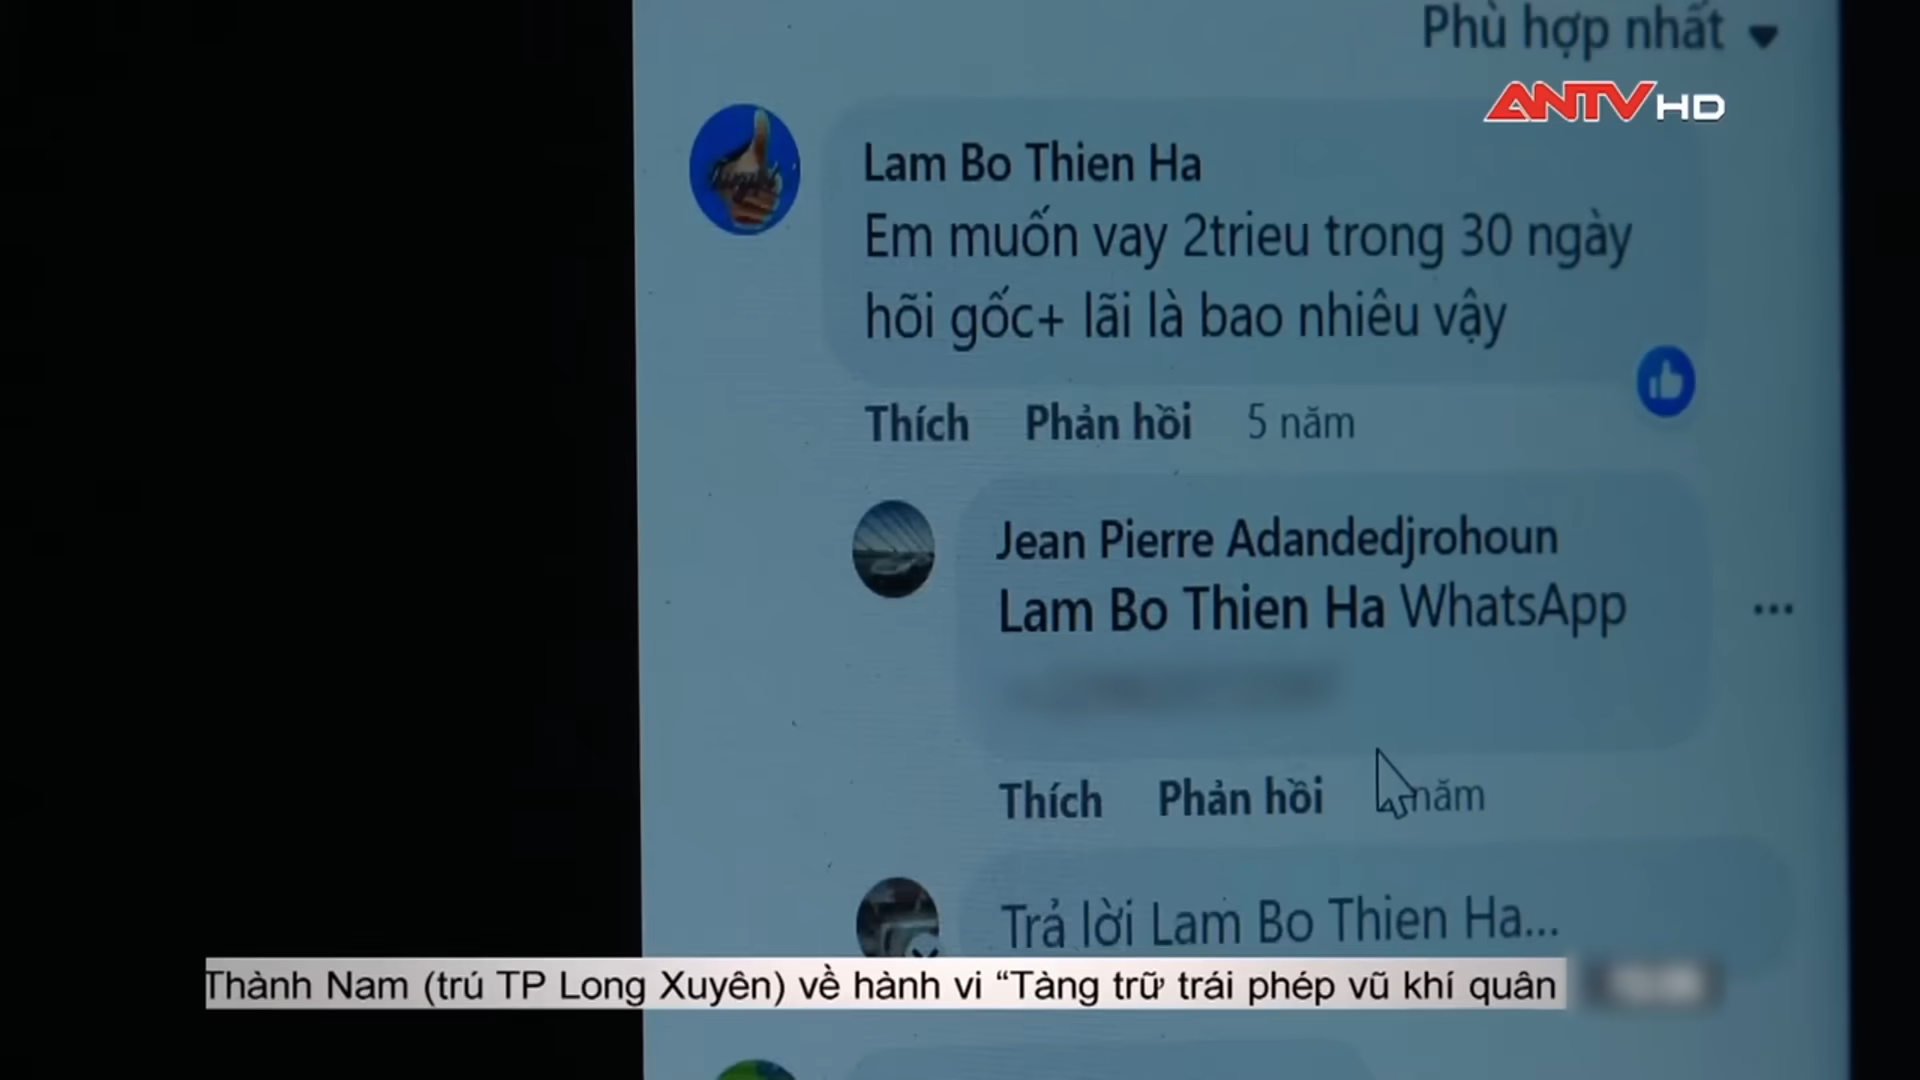 Phù hợp nhất
ANTV HD
Lam Bo Thien Ha
Em muốn vay 2trieu trong 30 ngày
hõi gốc+ lãi là bao nhiêu vậy
Thích Phản hồi 5 năm
Jean Pierre Adandedjrohoun
Lam Bo Thien Ha WhatsApp
Thích Phản hồi năm
Trả lời Lam Bo Thien Ha...
Thành Nam (trú TP Long Xuyên) về hành vi “Tàng trữ trái phép vũ khí quân